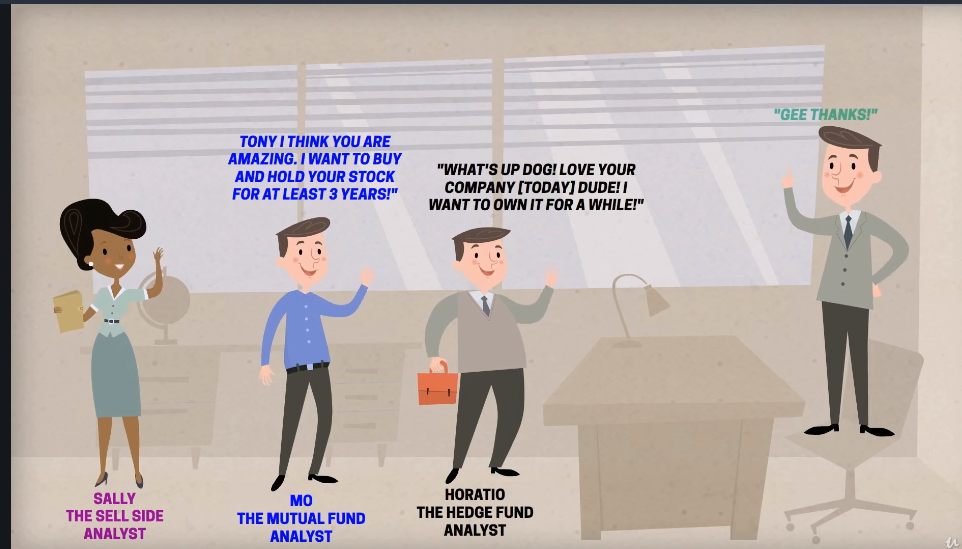 "GEE THANKS!"
TONY I THINK YOU ARE
AMAZING. I WANT TO BUY
AND HOLD YOUR STOCK
FOR AT LEAST 3 YEARS!"
"WHAT'S UP DOG! LOVE YOUR
COMPANY [TODAY] DUDE! I
WANT TO OWN IT FOR A WHILE!"
SALLY
THE SELL SIDE
ANALYST
MO
THE MUTUAL FUND
ANALYST
HORATIO
THE HEDGE FUND
ANALYST
u